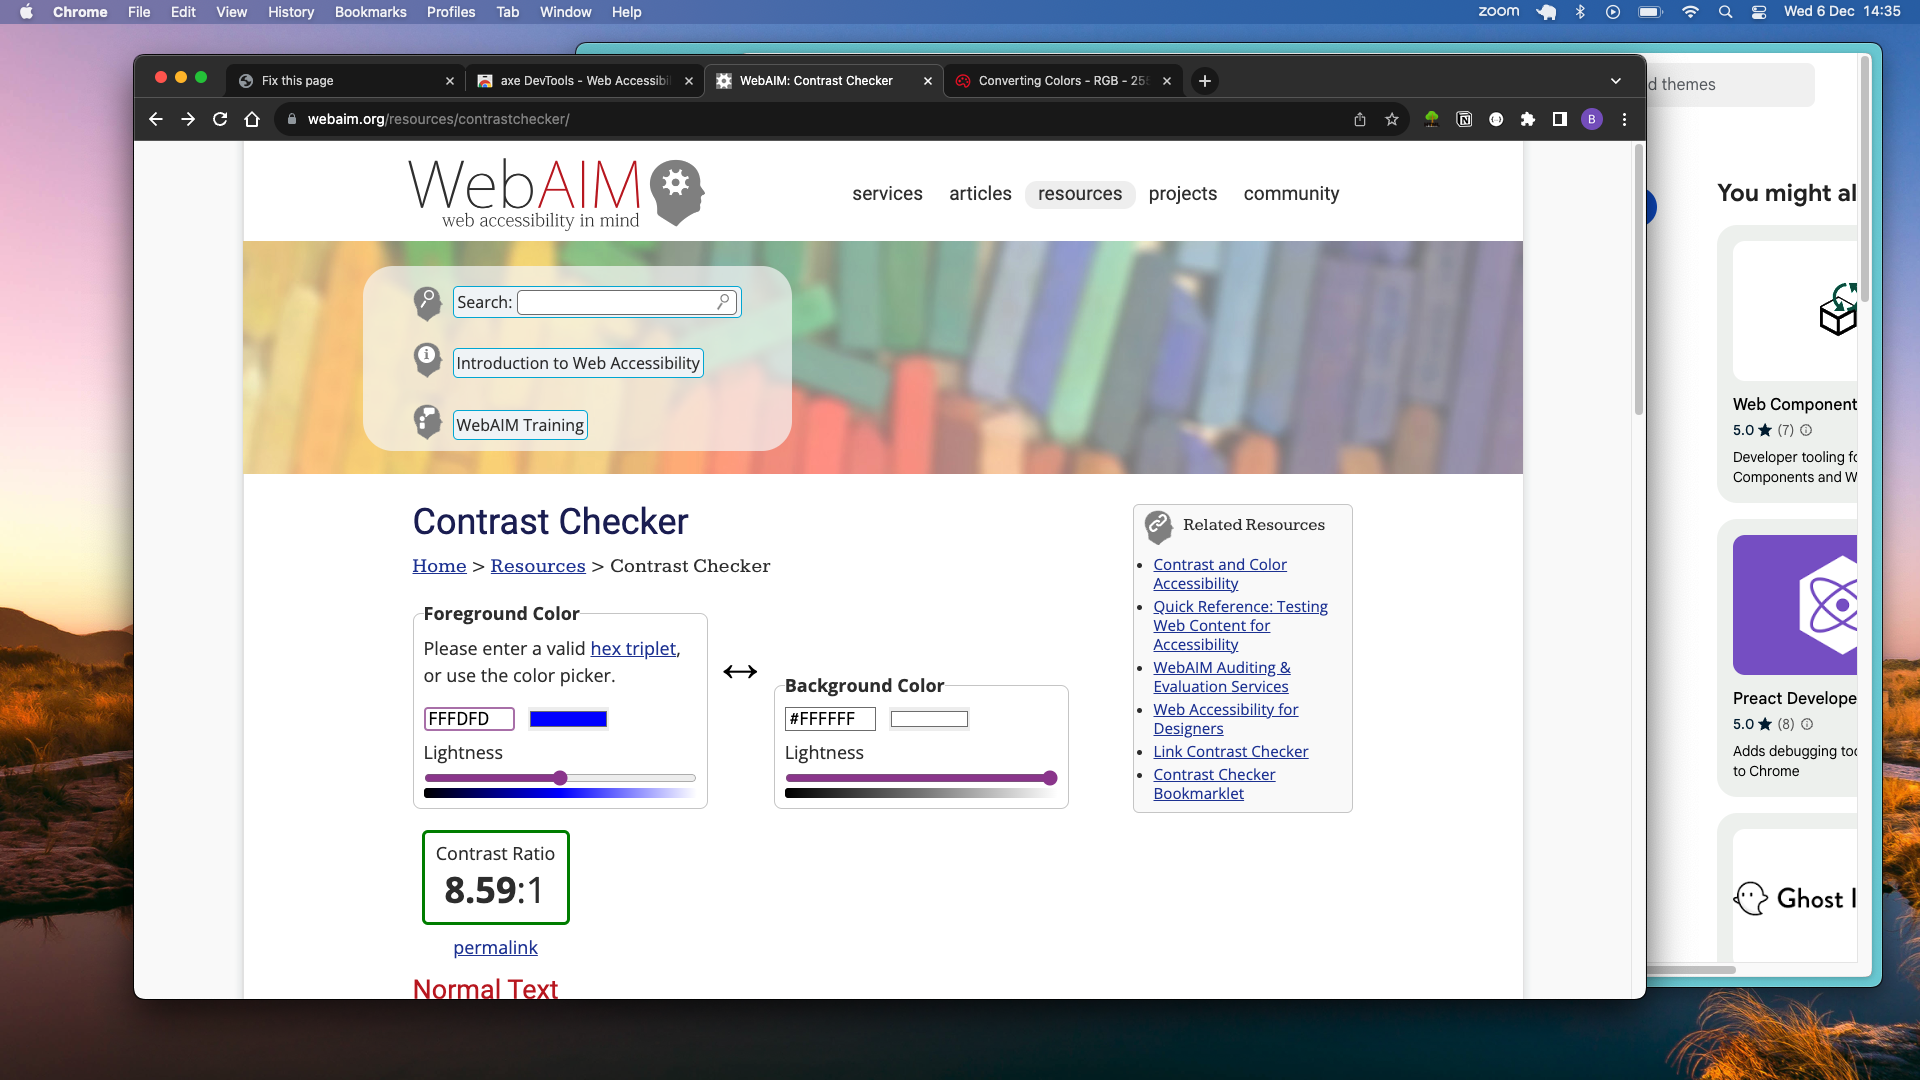 Chrome File Edit View History Bookmarks Profiles Tab Window Help
zoom Wed 6 Dec 14:35
Fix this page
axe DevTools - Web Accessibil
WebAIM: Contrast Checker
Converting Colors - RGB - 255
webaim.org/resources/contrastchecker/
B
WebAIM
web accessibility in mind
services articles resources projects community
Search:
Introduction to Web Accessibility
WebAIM Training
Contrast Checker
Home > Resources > Contrast Checker
Foreground Color
Please enter a valid hex triplet,
or use the color picker.
FFFDFD
Lightness
Background Color
#FFFFFF
Lightness
Contrast Ratio
8.59:1
permalink
Normal Text
Related Resources
Contrast and Color
Accessibility
Quick Reference: Testing
Web Content for
Accessibility
WebAIM Auditing &
Evaluation Services
Web Accessibility for
Designers
Link Contrast Checker
Contrast Checker
Bookmarklet
d themes
You might al
Web Component
5.0 (7)
Developer tooling fo
Components and W
Preact Develope
5.0 (8)
Adds debugging too
to Chrome
Ghost I